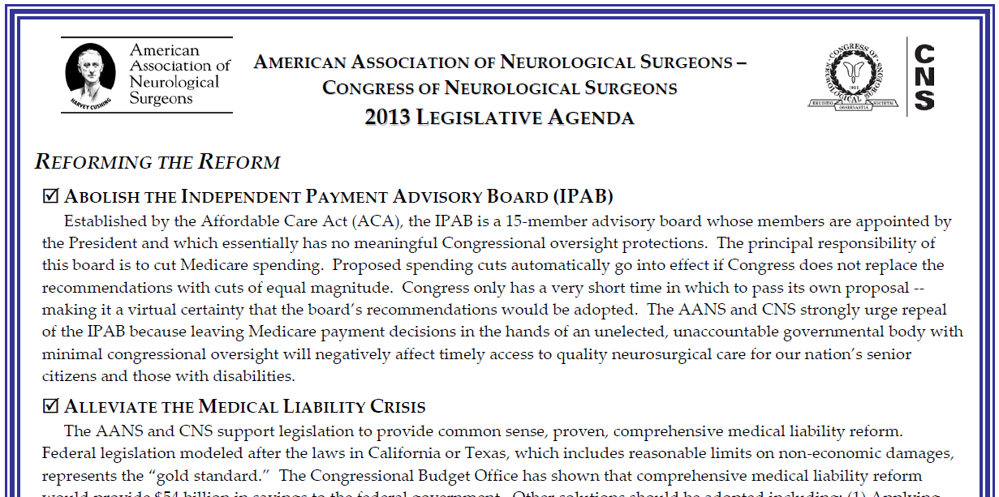 American
Association of
Neurological
Surgeons
HARVEY CUSHING
AMERICAN ASSOCIATION OF NEUROLOGICAL SURGEONS –
CONGRESS OF NEUROLOGICAL SURGEONS
2013 LEGISLATIVE AGENDA
CONGRESS OF NEUROLOGICAL SURGEONS
1951
ERUDITIO SOCIETAI
OBSERVASTIA
CNS
REFORMING THE REFORM
☑ ABOLISH THE INDEPENDENT PAYMENT ADVISORY BOARD (IPAB)
Established by the Affordable Care Act (ACA), the IPAB is a 15-member advisory board whose members are appointed by
the President and which essentially has no meaningful Congressional oversight protections. The principal responsibility of
this board is to cut Medicare spending. Proposed spending cuts automatically go into effect if Congress does not replace the
recommendations with cuts of equal magnitude. Congress only has a very short time in which to pass its own proposal --
making it a virtual certainty that the board's recommendations would be adopted. The AANS and CNS strongly urge repeal
of the IPAB because leaving Medicare payment decisions in the hands of an unelected, unaccountable governmental body with
minimal congressional oversight will negatively affect timely access to quality neurosurgical care for our nation's senior
citizens and those with disabilities.
☑ ALLEVIATE THE MEDICAL LIABILITY CRISIS
The AANS and CNS support legislation to provide common sense, proven, comprehensive medical liability reform.
Federal legislation modeled after the laws in California or Texas, which includes reasonable limits on non-economic damages,
represents the "gold standard." The Congressional Budget Office has shown that comprehensive medical liability reform
would provide $54 billion in savings to the federal government. Other solutions should be adopted including: (1) Applying